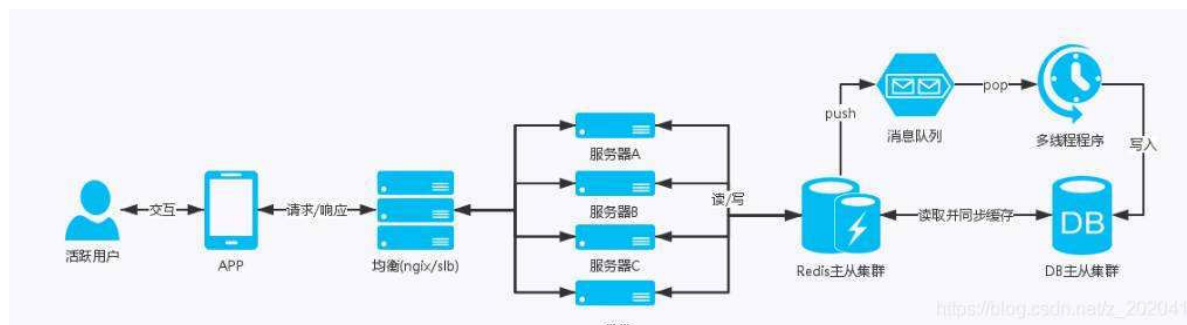 push
pop
消息队列
多线程程序
写入
服务器A
服务器B
服务器C
读/写
交互
请求/响应
读取并同步缓存
DB
活跃用户
APP
均衡(ngix/slb)
Redis主从集群
DB主从集群
https://blog.csdn.net/z_202041